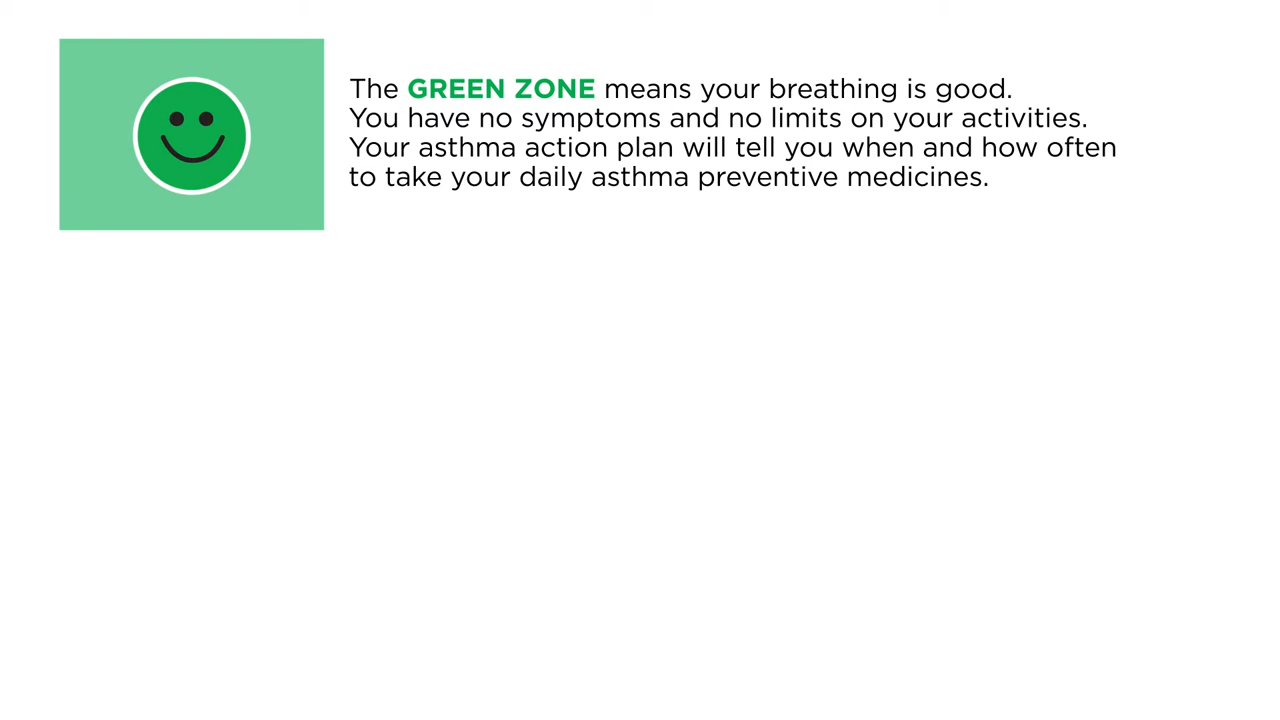 The GREEN ZONE means your breathing is good.
You have no symptoms and no limits on your activities.
Your asthma action plan will tell you when and how often
to take your daily asthma preventive medicines.